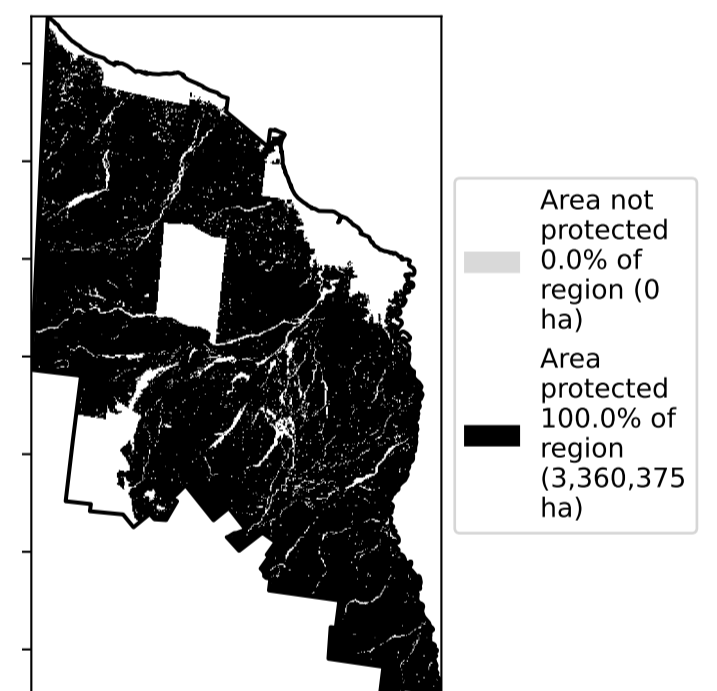 Area not
protected
0.0% of
region (0
ha)
Area
protected
100.0% of
region
(3,360,375
ha)